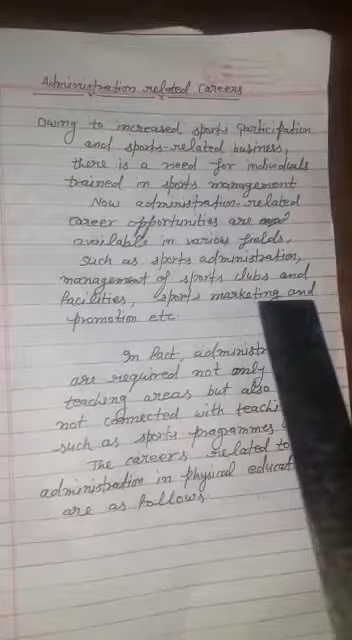 Administration related Careers
Owing to increased sports participation
and sports-related business,
there is a need for individuals
trained in sports management
Now administration-related
career opportunities are
available in various fields,
such as sports administration,
management of sports clubs and
facilities, sports marketing and
promotion etc.
In fact, administr
are required not only
teaching areas but also
not connected with teachi
such as sports programmes
The careers related to
administration in physical educat
are as follows.